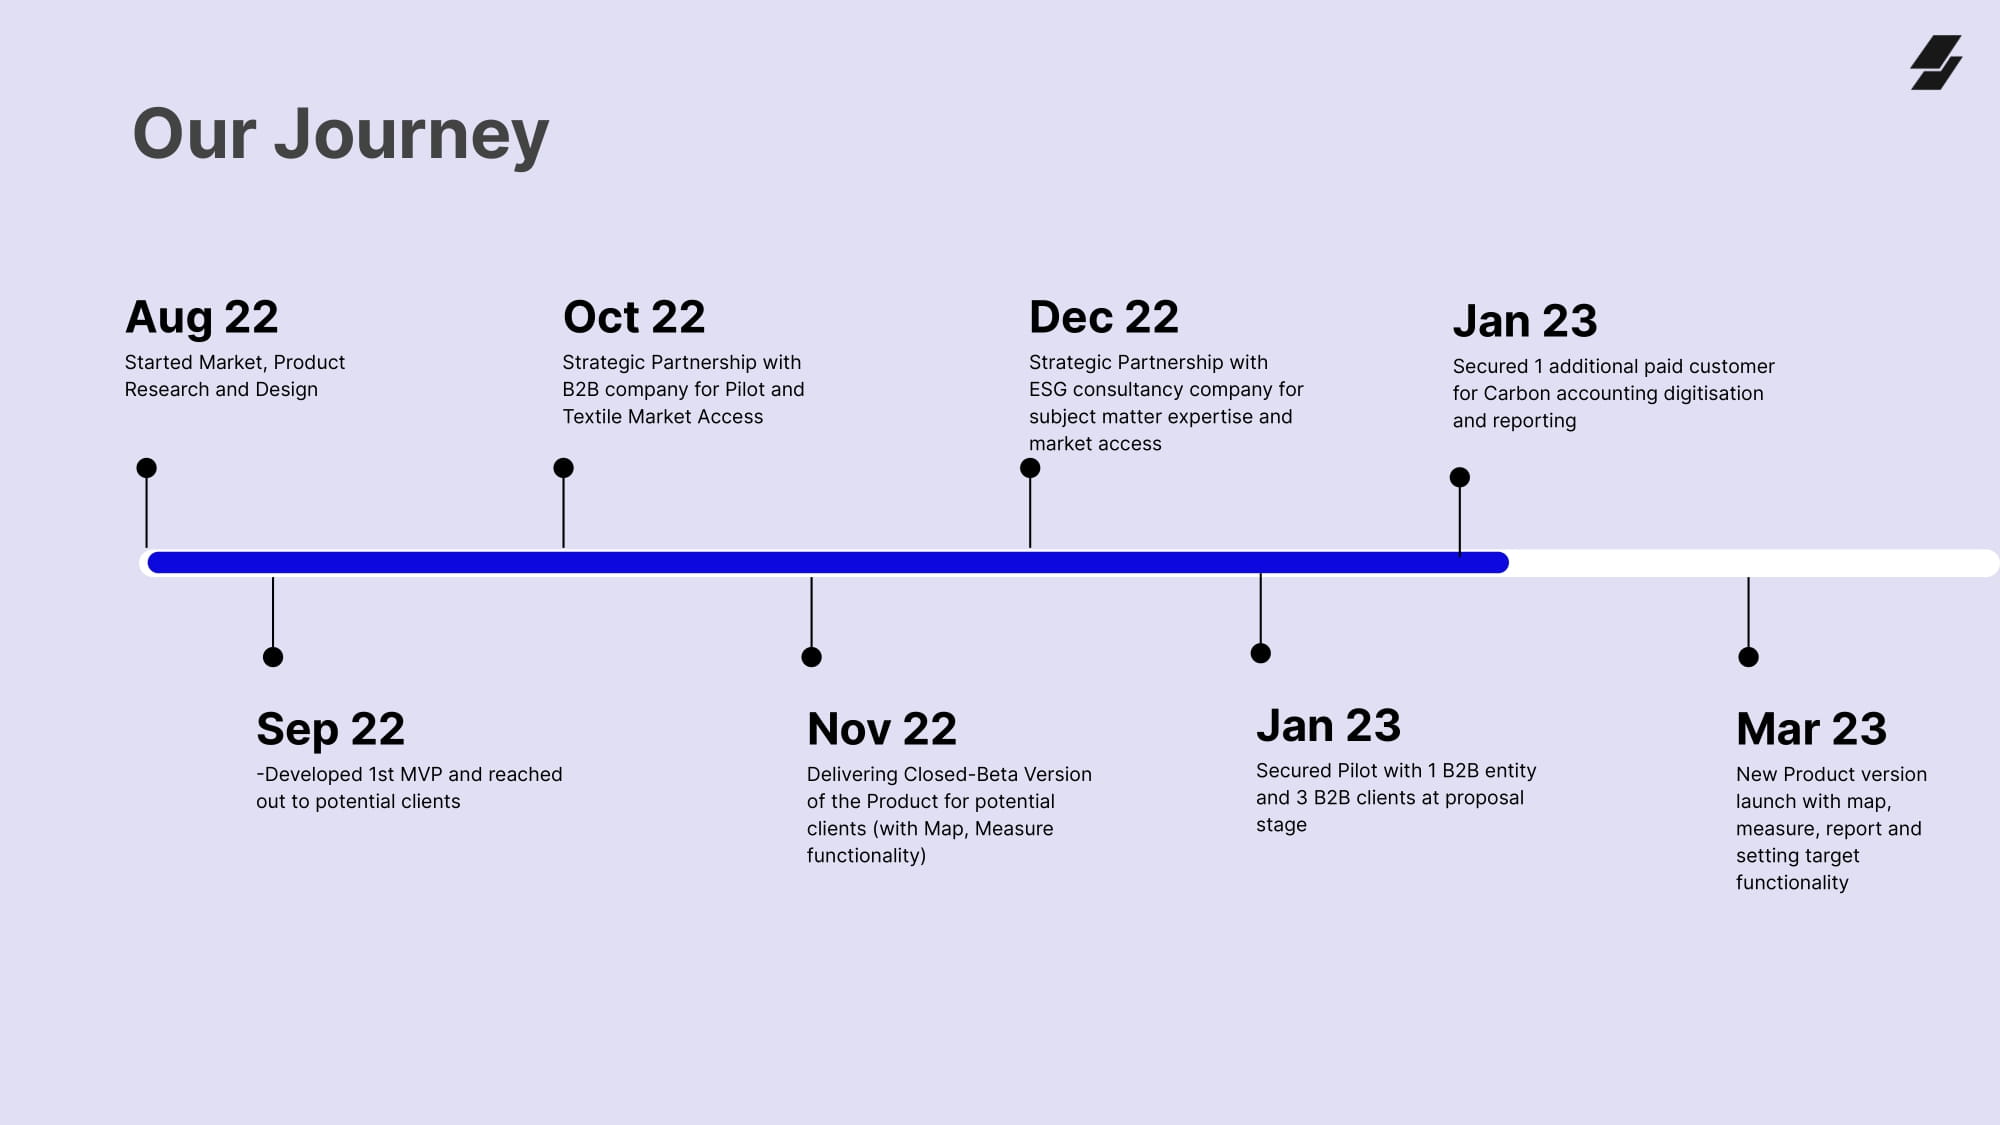 Our Journey
Aug 22
Started Market, Product
Research and Design
Oct 22
Strategic Partnership with
B2B company for Pilot and
Textile Market Access
Dec 22
Strategic Partnership with
ESG consultancy company for
subject matter expertise and
market access
Jan 23
Secured 1 additional paid customer
for Carbon accounting digitisation
and reporting
Sep 22
-Developed 1st MVP and reached
out to potential clients
Nov 22
Delivering Closed-Beta Version
of the Product for potential
clients (with Map, Measure
functionality)
Jan 23
Secured Pilot with 1 B2B entity
and 3 B2B clients at proposal
stage
Mar 23
New Product version
launch with map,
measure, report and
setting target
functionality